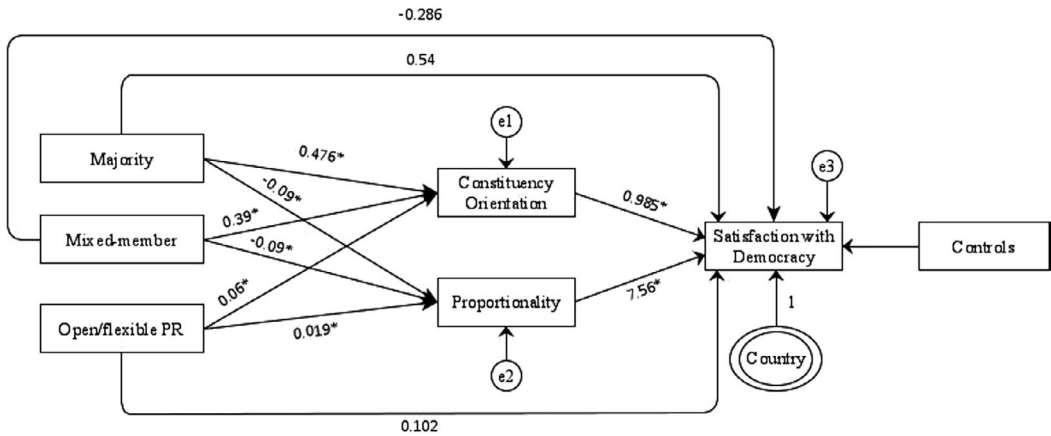 -0.286
0.54
e1
Majority
0.476*
-0.09*
Constituency
Orientation
0.985*
e3
0.39*
Mixed-member
-0.09*
Satisfaction with
Democracy
Controls
0.06*
Proportionality
7.56*
1
Open/flexible PR
0.019*
e2
Country
0.102